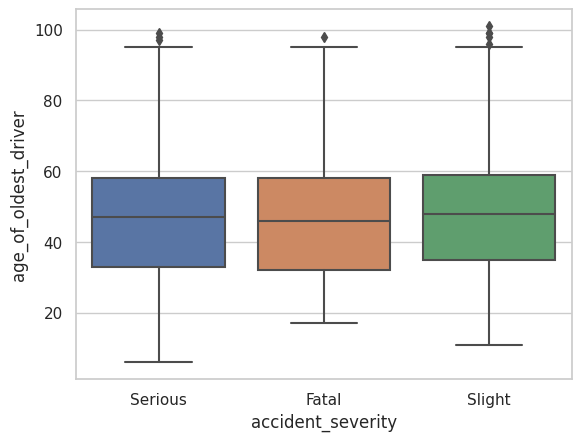 100
80
60
40
20
age_of_oldest_driver
Serious
Fatal
Slight
accident_severity